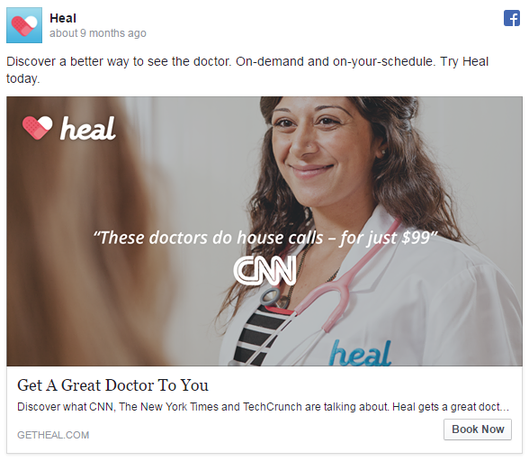 Heal
about 9 months ago
Discover a better way to see the doctor. On-demand and on-your-schedule. Try Heal
today.
heal
“These doctors do house calls – for just $99”
CNN
heal
Get A Great Doctor To You
Discover what CNN, The New York Times and TechCrunch are talking about. Heal gets a great doct...
GETHEAL.COM
Book Now